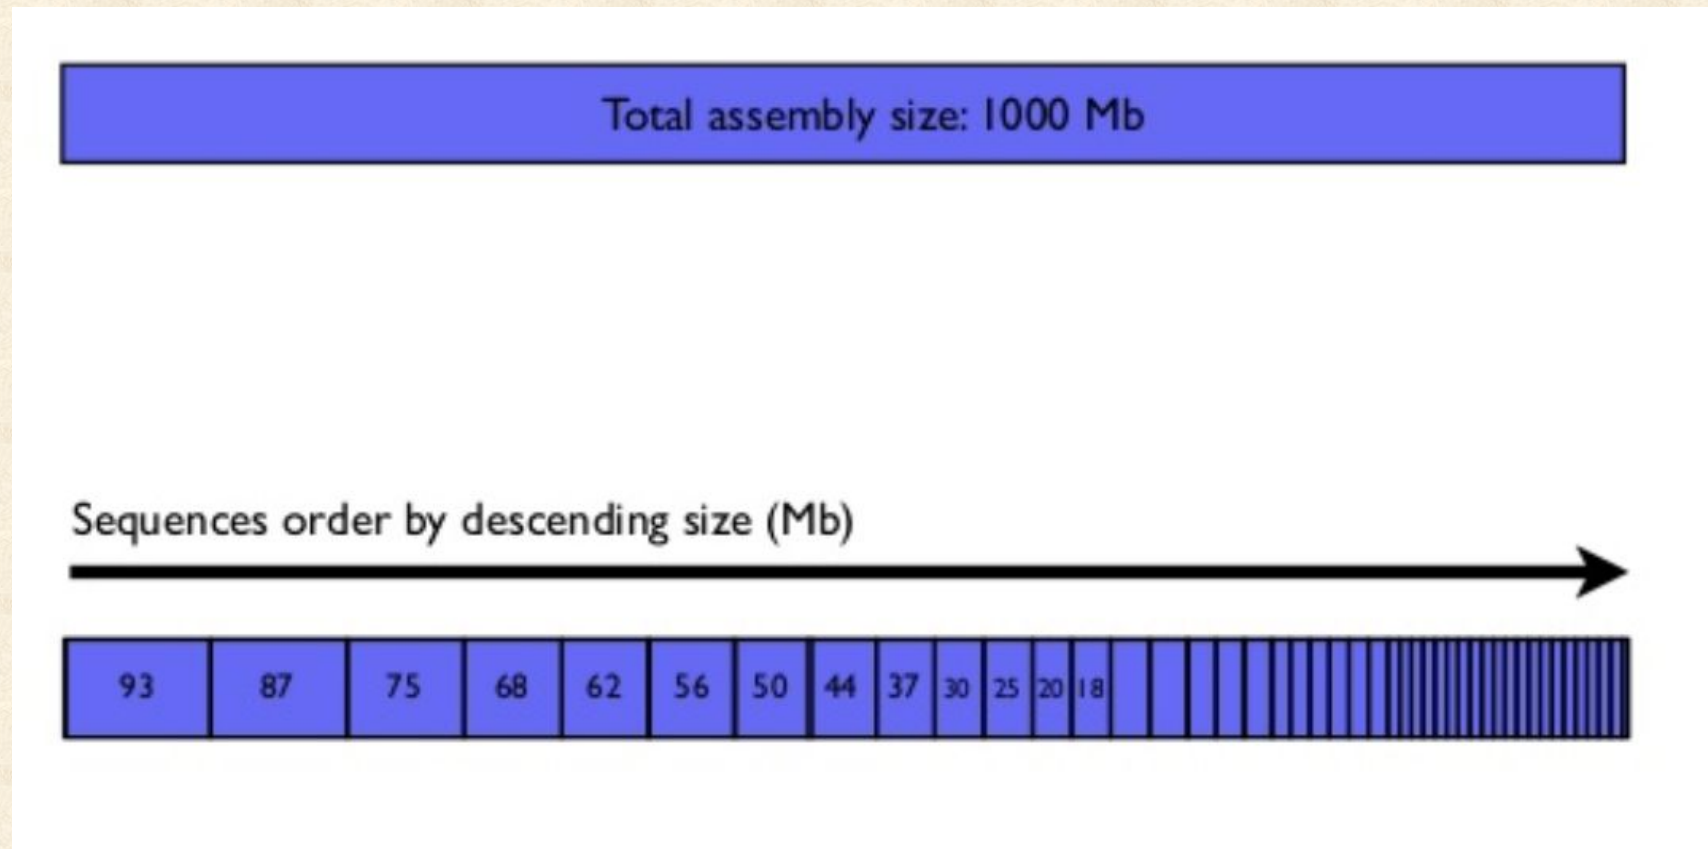 Total assembly size: 1000 Mb
Sequences order by descending size (Mb)
93 87 75 68 62 56 50 44 37 30 25 20 18